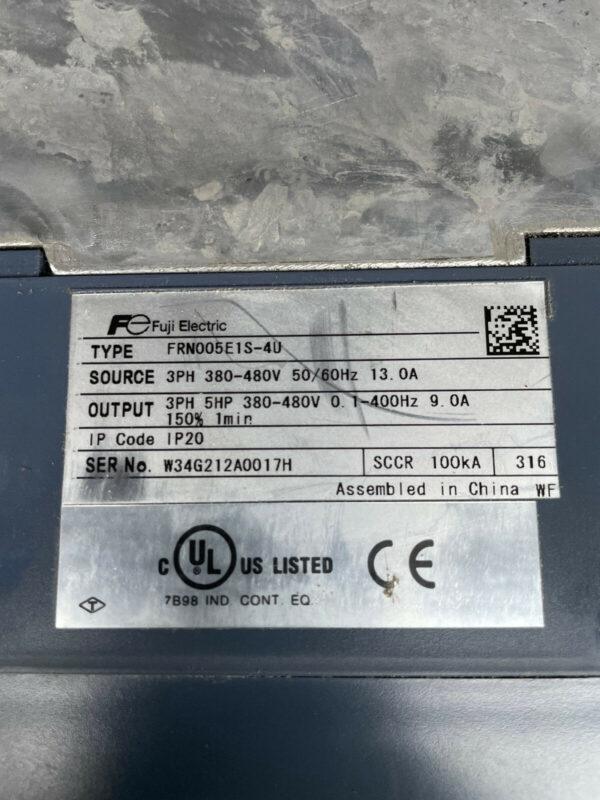 Fe Fuji Electric
TYPE FRN005E1S-4U
SOURCE 3PH 380-480V 50/60Hz 13.0A
OUTPUT 3PH 5HP 380-480V 0.1-400Hz 9.0A
150% 1min
IP Code IP20
SER No. W34G212A0017H SCCR 100kA 316
Assembled in China WF
C UL US LISTED CE
7B98 IND. CONT. EQ.
T